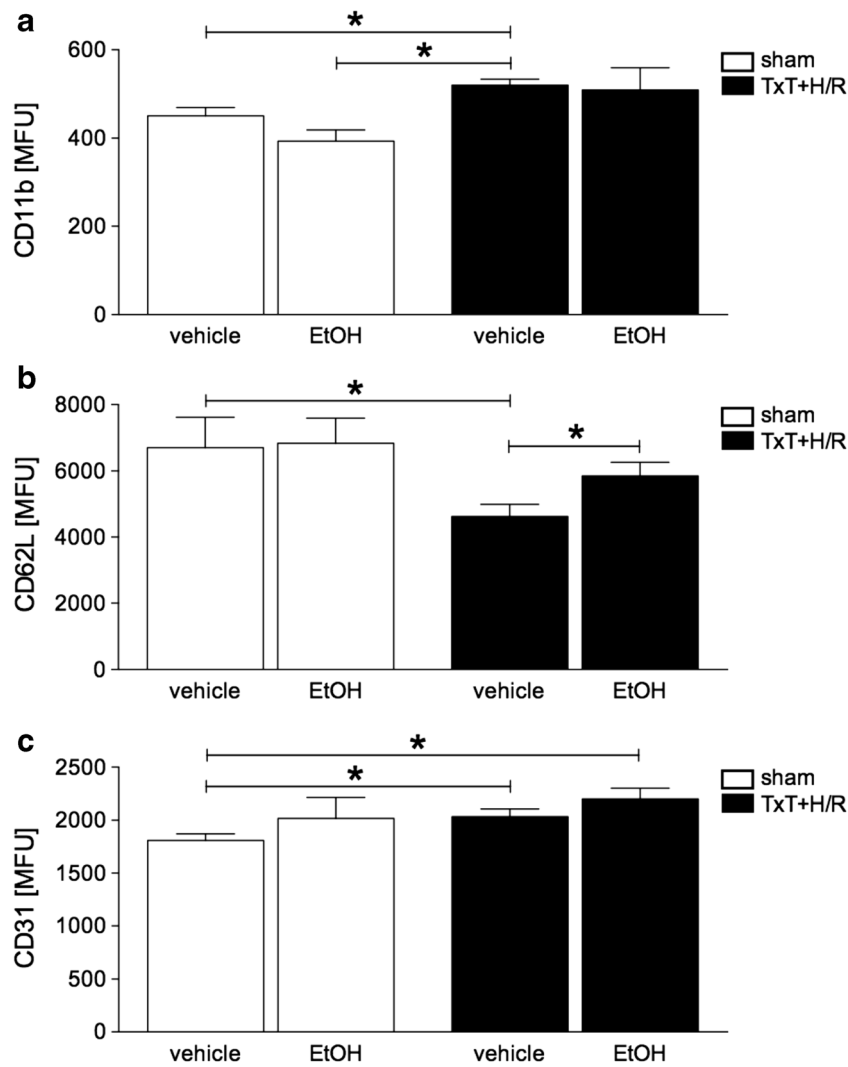 a
*
*
600
400
200
0
CD11b [MFU]
sham
TxT+H/R
vehicle EtOH vehicle EtOH
b
*
*
8000
6000
4000
2000
0
CD62L [MFU]
sham
TxT+H/R
vehicle EtOH vehicle EtOH
c
*
*
2500
2000
1500
1000
500
0
CD31 [MFU]
sham
TxT+H/R
vehicle EtOH vehicle EtOH